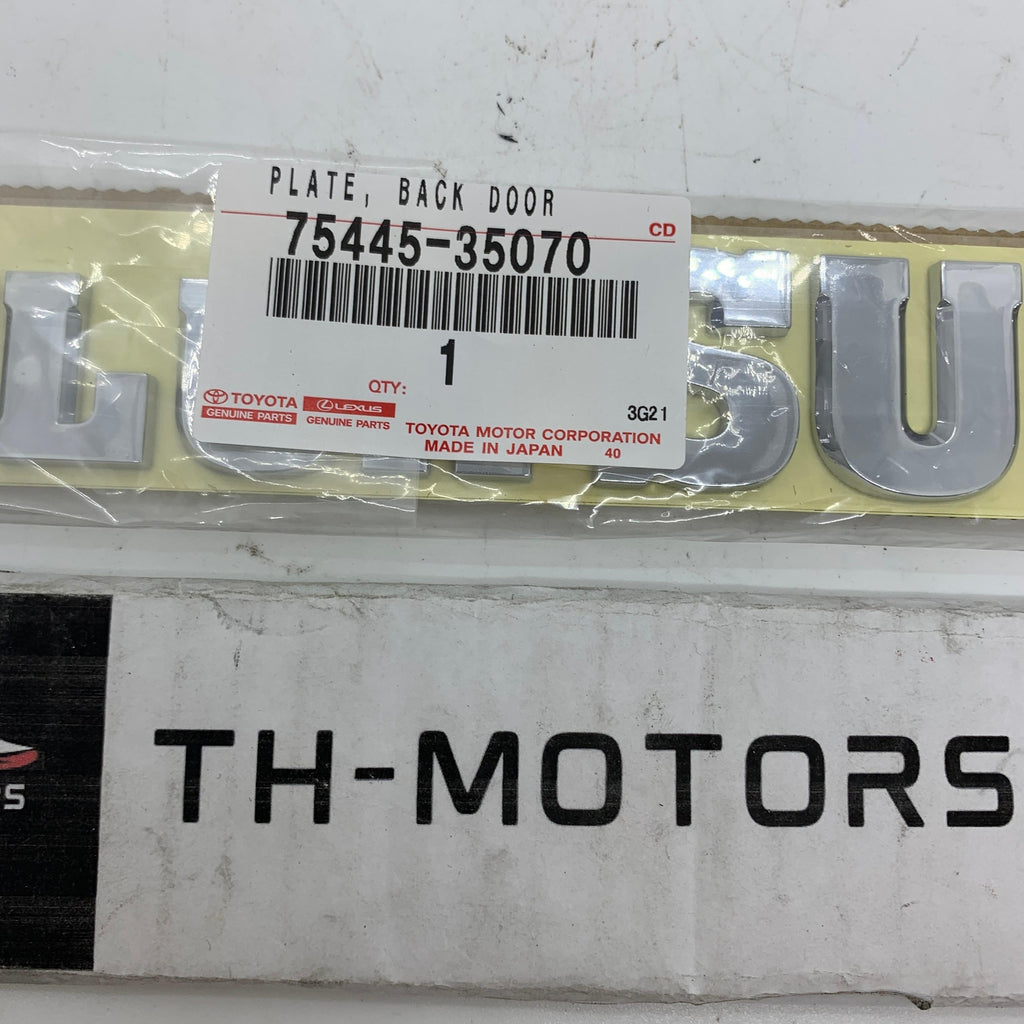 PLATE, BACK DOOR
75445-35070
CD
1
QTY:
TOYOTA
GENUINE PARTS
LEXUS
GENUINE PARTS
3G21
TOYOTA MOTOR CORPORATION
MADE IN JAPAN
40
L
SU
TH-MOTORS